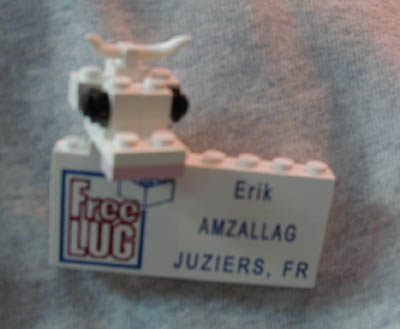 Free
LUG
Erik
AMZALLAG
JUZIERS, FR